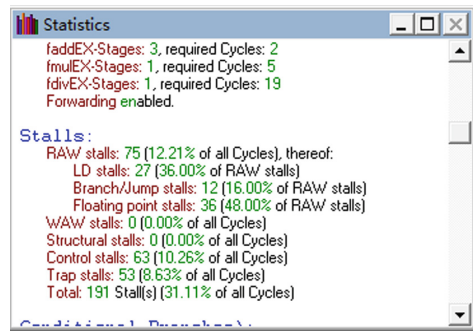 Statistics
faddEX-Stages: 3, required Cycles: 2
fmulEX-Stages: 1, required Cycles: 5
fdivEX-Stages: 1, required Cycles: 19
Forwarding enabled.
Stalls:
RAW stalls: 75 (12.21% of all Cycles), thereof:
LD stalls: 27 (36.00% of RAW stalls)
Branch/Jump stalls: 12 (16.00% of RAW stalls)
Floating point stalls: 36 (48.00% of RAW stalls)
WAW stalls: 0 (0.00% of all Cycles)
Structural stalls: 0 (0.00% of all Cycles)
Control stalls: 63 (10.26% of all Cycles)
Trap stalls: 53 (8.63% of all Cycles)
Total: 191 Stall(s) (31.11% of all Cycles)
Conditional Branches):